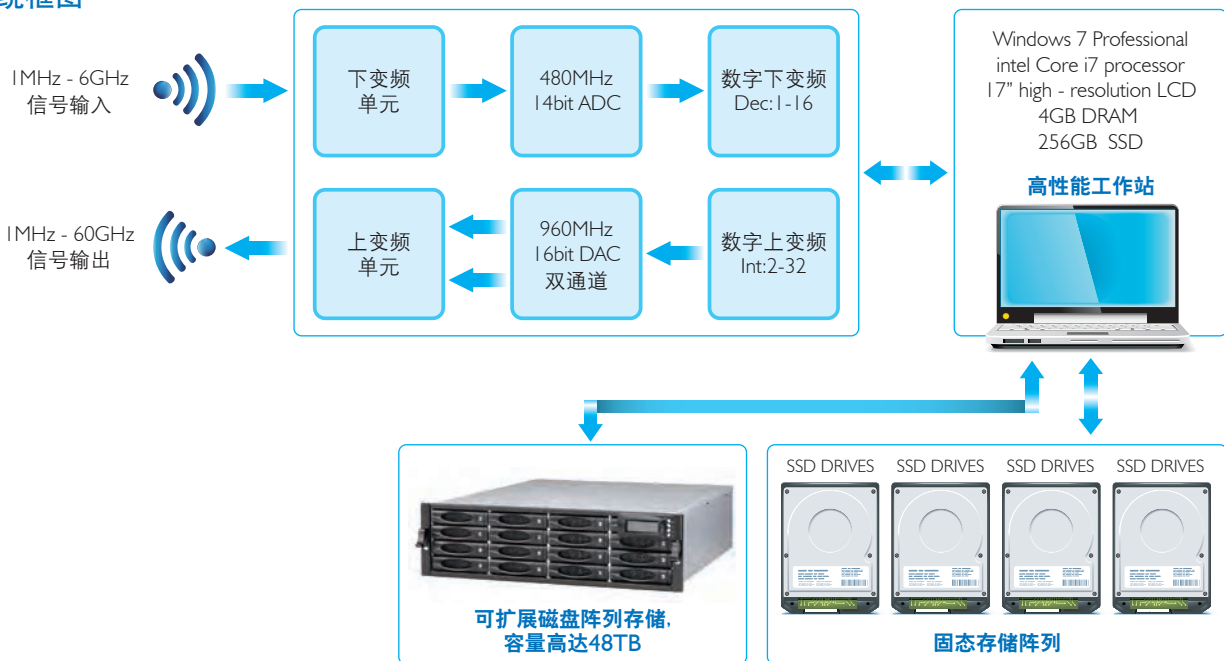 统框图
1MHz - 6GHz
信号输入
下变频
单元
480MHz
14bit ADC
数字下变频
Dec:1-16
1MHz - 60GHz
信号输出
上变频
单元
960MHz
16bit DAC
双通道
数字上变频
Int:2-32
Windows 7 Professional
intel Core i7 processor
17” high - resolution LCD
4GB DRAM
256GB SSD
高性能工作站
可扩展磁盘阵列存储,
容量高达48TB
SSD DRIVES
SSD DRIVES
SSD DRIVES
SSD DRIVES
固态存储阵列